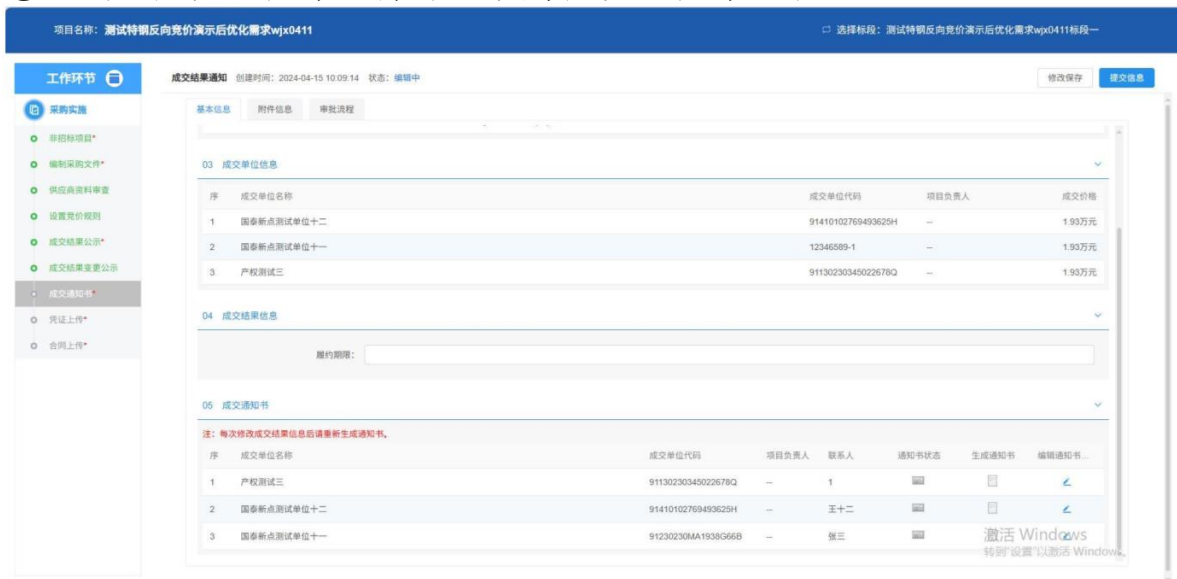 项目名称: 测试特钢反向竞价演示后优化需求wjx0411
选择标段: 测试特钢反向竞价演示后优化需求wjx0411标段一
工作环节
成交结果通知 创建时间: 2024-04-15 10:09:14 状态: 编辑中
修改保存 提交信息
采购实施
基本信息 附件信息 审批流程
非招标项目*
编制采购文件*
供应商资料审查
设置竞价规则
成交结果公示*
成交结果变更公示
成交通知书*
凭证上传*
合同上传*
03 成交单位信息
序 成交单位名称 成交单位代码 项目负责人 成交价格
1 国泰新点测试单位十二 91410102769493625H -- 1.93万元
2 国泰新点测试单位十一 12346589-1 -- 1.93万元
3 产权测试三 91130230345022678Q -- 1.93万元
04 成交结果信息
履约期限:
05 成交通知书
注: 每次修改成交结果信息后请重新生成通知书。
序 成交单位名称 成交单位代码 项目负责人 联系人 通知书状态 生成通知书 编辑通知书...
1 产权测试三 91130230345022678Q -- 1
2 国泰新点测试单位十二 91410102769493625H -- 王十二
3 国泰新点测试单位十一 91230230MA1938G66B -- 张三
激活 Windows
转到"设置"以激活 Windows。